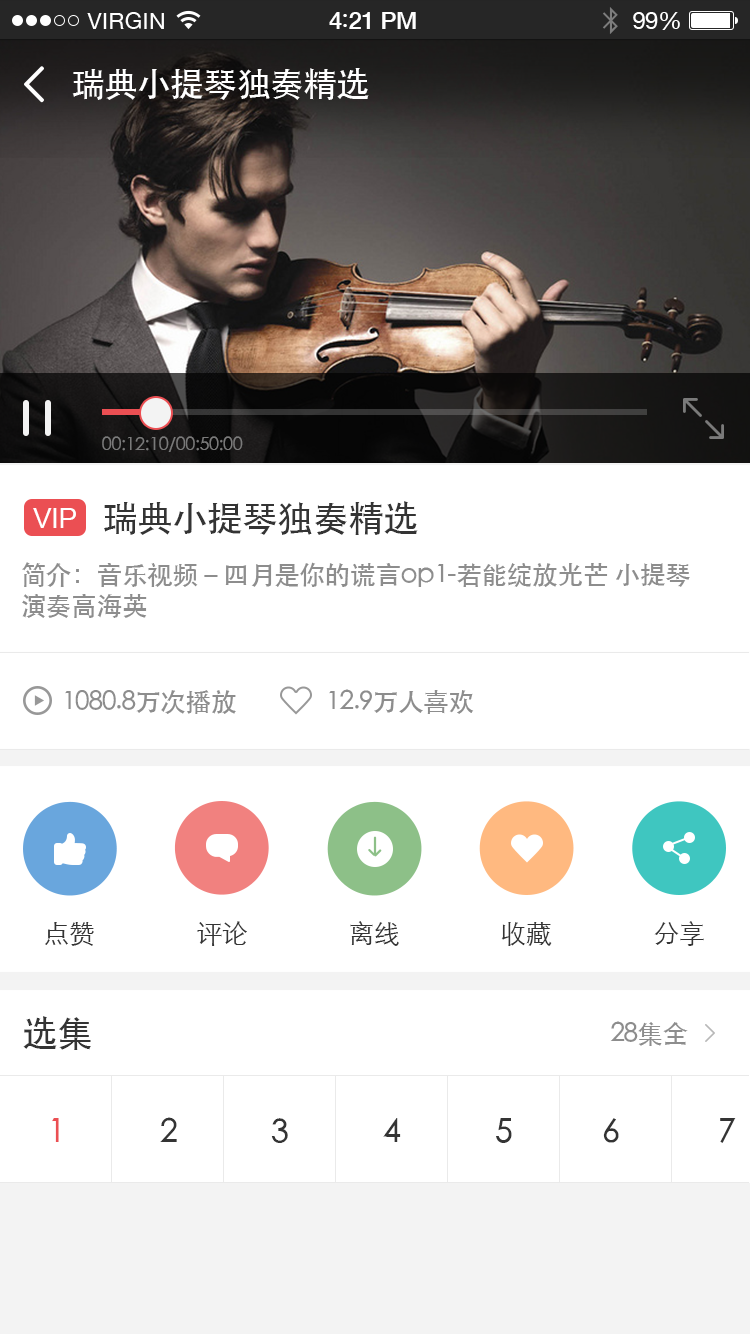 VIRGIN 4:21 PM 99%
瑞典小提琴独奏精选
00:12:10/00:50:00
VIP 瑞典小提琴独奏精选
简介：音乐视频 – 四月是你的谎言op1-若能绽放光芒 小提琴
演奏高海英
1080.8万次播放 12.9万人喜欢
点赞 评论 离线 收藏 分享
选集 28集全
1 2 3 4 5 6 7